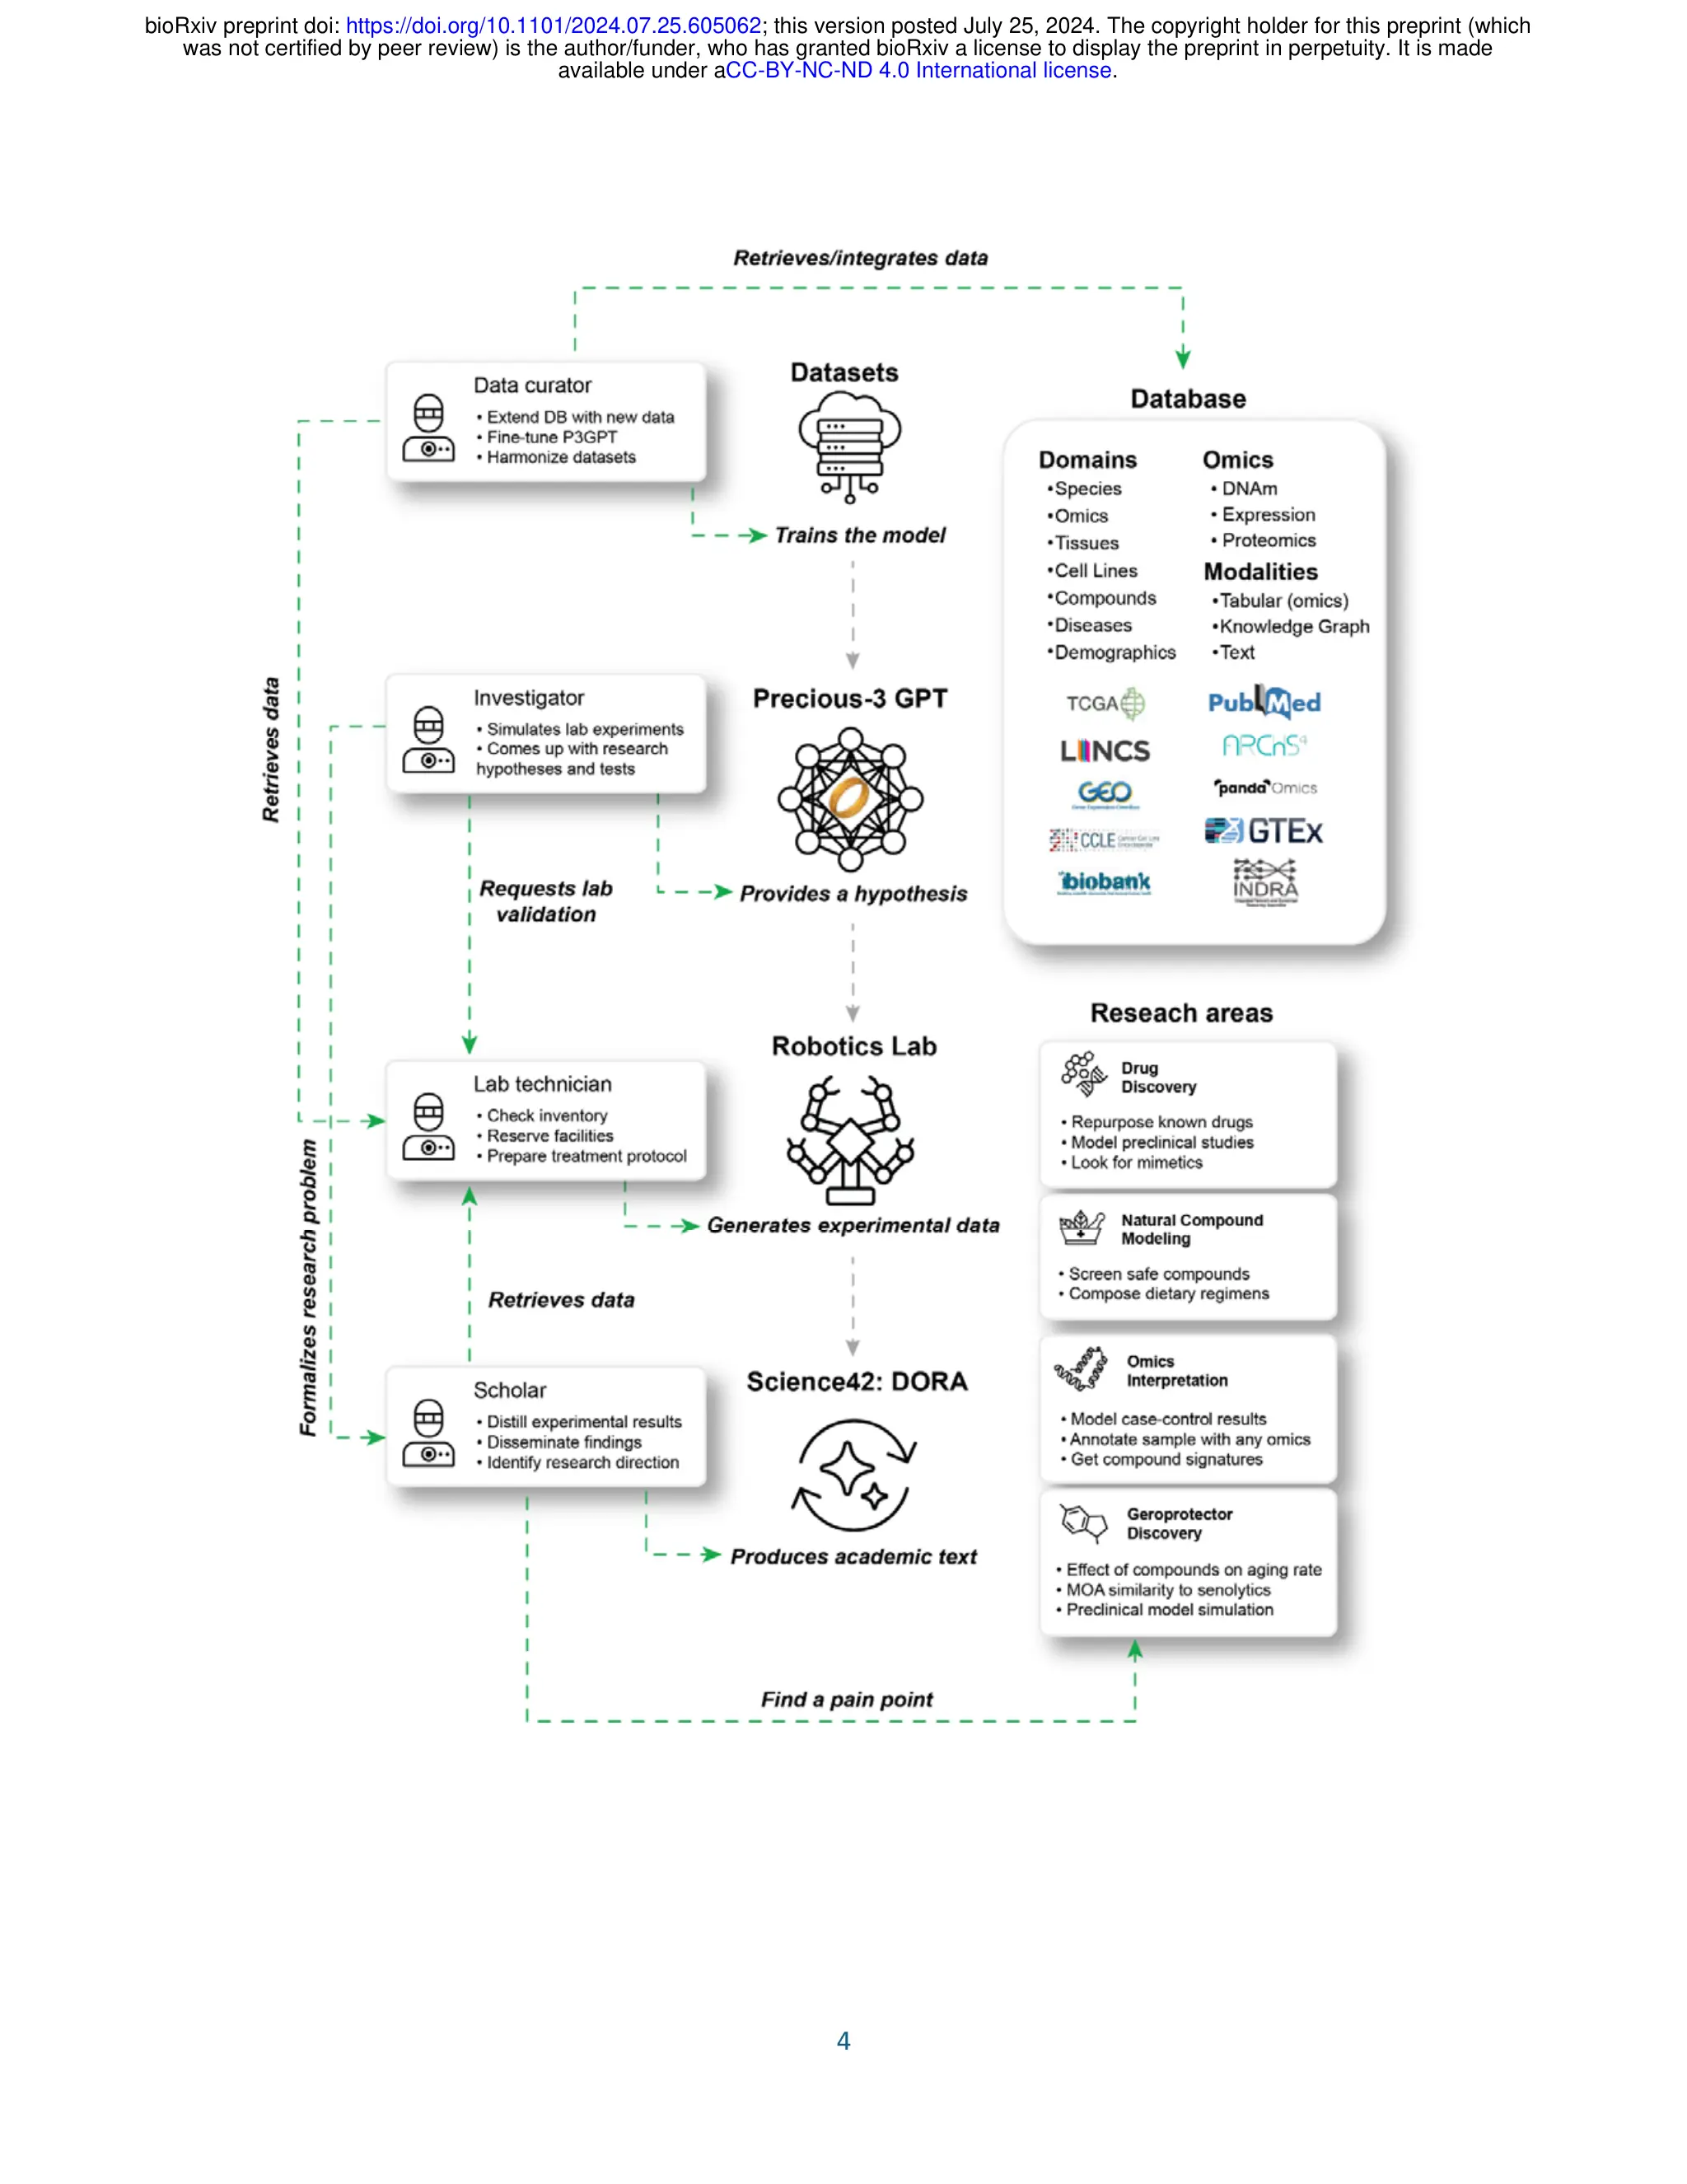 bioRxiv preprint doi: https://doi.org/10.1101/2024.07.25.605062; this version posted July 25, 2024. The copyright holder for this preprint (which
was not certified by peer review) is the author/funder, who has granted bioRxiv a license to display the preprint in perpetuity. It is made
available under aCC-BY-NC-ND 4.0 International license.
Retrieves/integrates data
Data curator
• Extend DB with new data
• Fine-tune P3GPT
• Harmonize datasets
Datasets
Trains the model
Database
Domains
•Species
•Omics
•Tissues
•Cell Lines
•Compounds
•Diseases
•Demographics
Omics
• DNAm
• Expression
• Proteomics
Modalities
•Tabular (omics)
•Knowledge Graph
•Text
TCGA
PubMed
LINCS
ARCHS4
GEO
panda Omics
CCLE
GTEx
biobank
INDRA
Retrieves data
Investigator
• Simulates lab experiments
• Comes up with research
hypotheses and tests
Precious-3 GPT
Provides a hypothesis
Requests lab
validation
Lab technician
• Check inventory
• Reserve facilities
• Prepare treatment protocol
Robotics Lab
Generates experimental data
Formalizes research problem
Retrieves data
Scholar
• Distill experimental results
• Disseminate findings
• Identify research direction
Science42: DORA
Produces academic text
Find a pain point
Reseach areas
Drug
Discovery
• Repurpose known drugs
• Model preclinical studies
• Look for mimetics
Natural Compound
Modeling
• Screen safe compounds
• Compose dietary regimens
Omics
Interpretation
• Model case-control results
• Annotate sample with any omics
• Get compound signatures
Geroprotector
Discovery
• Effect of compounds on aging rate
• MOA similarity to senolytics
• Preclinical model simulation
4